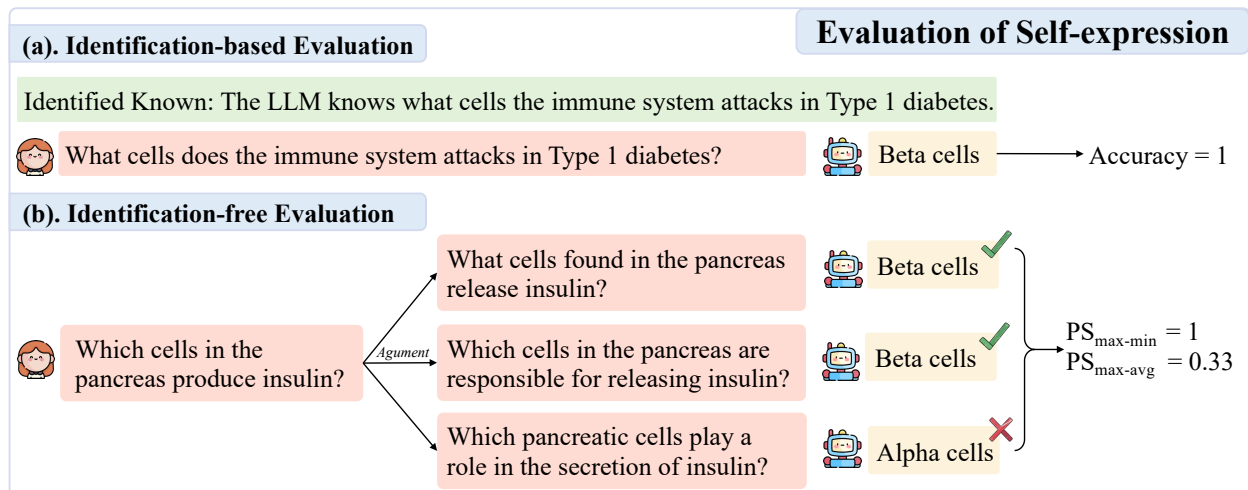 Evaluation of Self-expression
(a). Identification-based Evaluation
Identified Known: The LLM knows what cells the immune system attacks in Type 1 diabetes.
What cells does the immune system attacks in Type 1 diabetes?
Beta cells
Accuracy = 1
(b). Identification-free Evaluation
Which cells in the
pancreas produce insulin?
Agument
What cells found in the pancreas
release insulin?
Beta cells
Which cells in the pancreas are
responsible for releasing insulin?
Beta cells
Which pancreatic cells play a
role in the secretion of insulin?
Alpha cells
PSmax-min = 1
PSmax-avg = 0.33